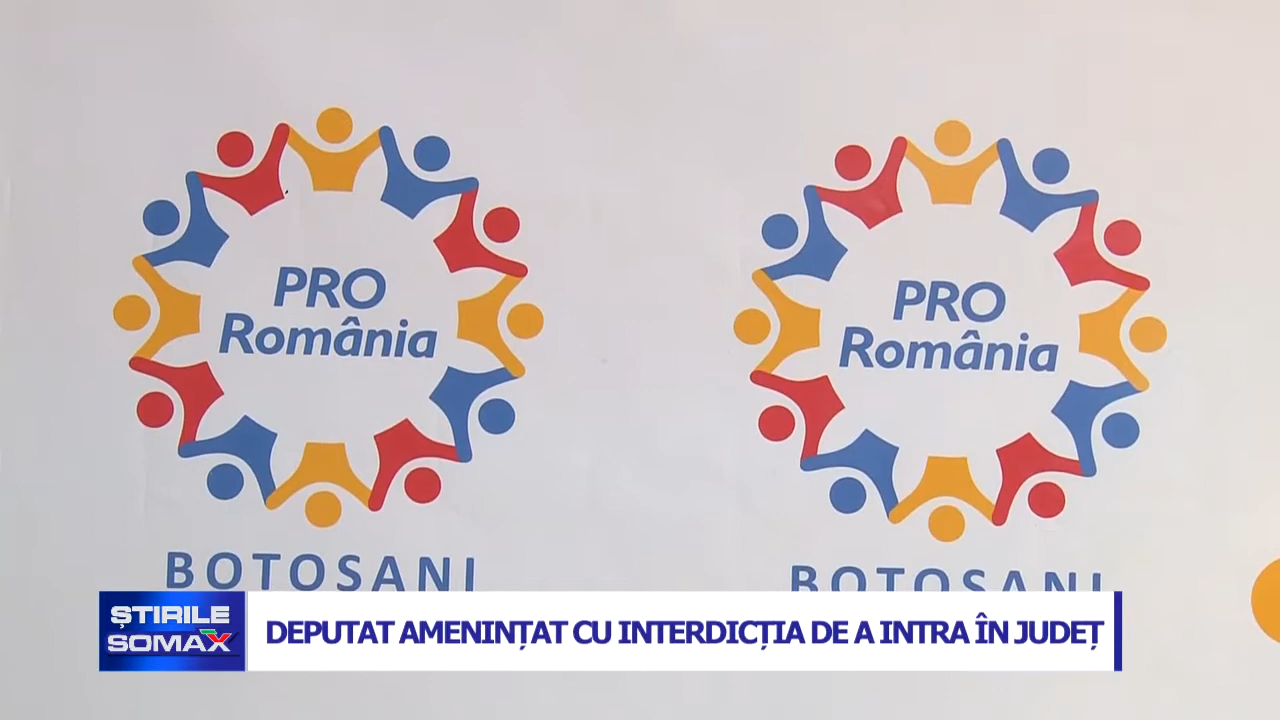 PRO
România
BOTOSANI
PRO
România
BOTOSANI
ȘTIRILE
SOMAX
DEPUTAT AMENINȚAT CU INTERDICȚIA DE A INTRA ÎN JUDEȚ